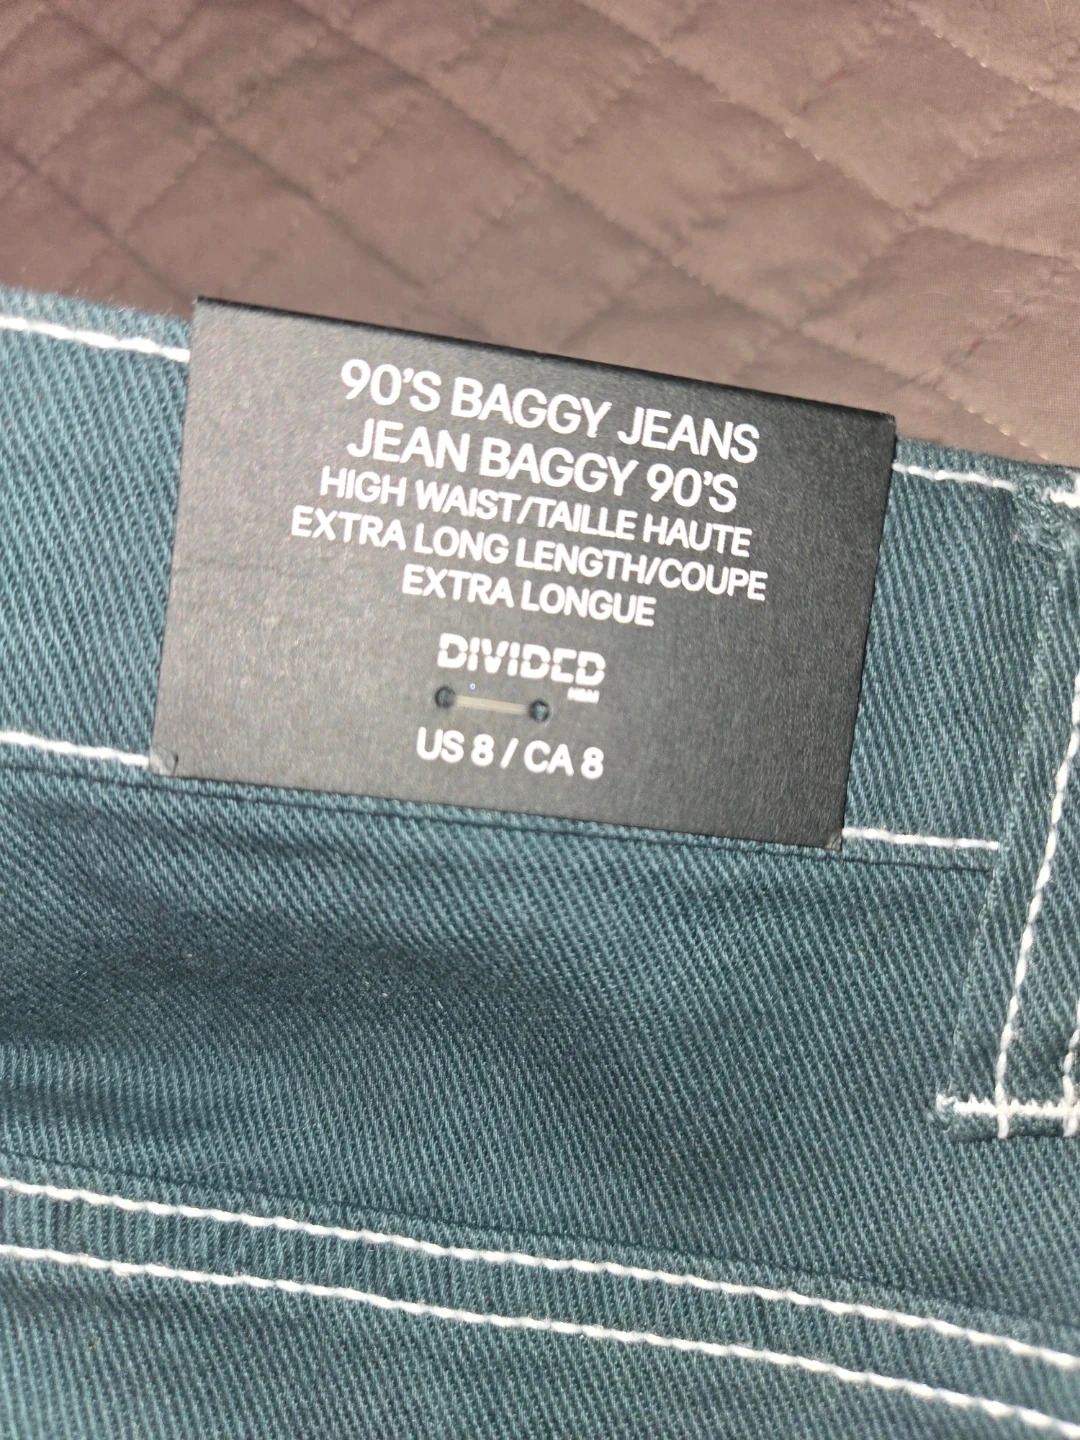 90'S BAGGY JEANS
JEAN BAGGY 90'S
HIGH WAIST/TAILLE HAUTE
EXTRA LONG LENGTH/COUPE
EXTRA LONGUE
DIVIDED
H&M
US 8 / CA 8